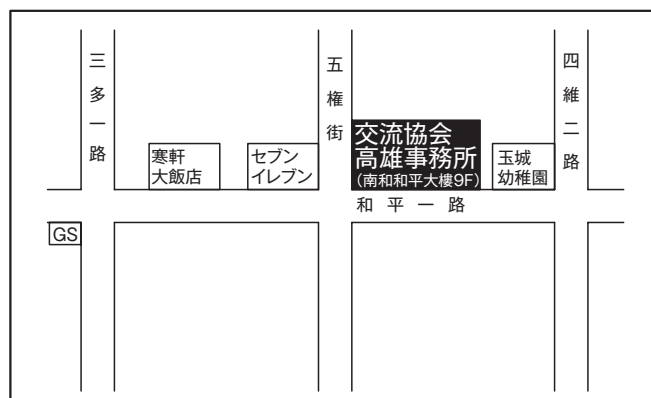 三多一路
五権街
四維二路
交流協会
高雄事務所
(南和和平大樓9F)
寒軒
大飯店
セブン
イレブン
玉城
幼稚園
和平一路
GS